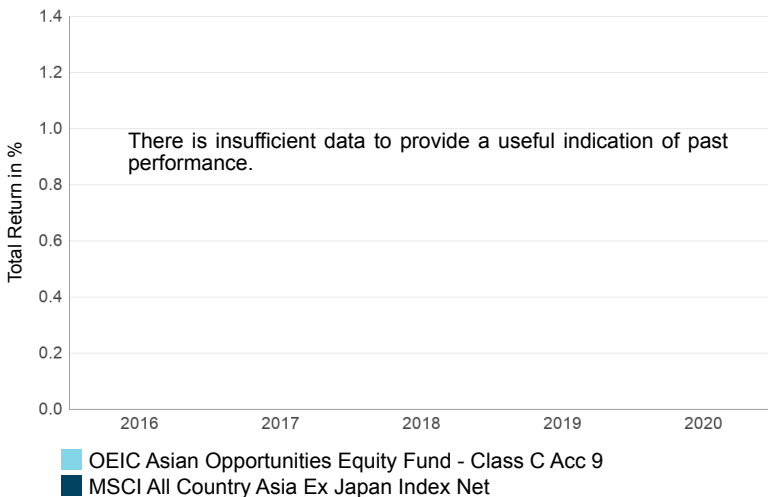 1.4
1.2
1.0
There is insufficient data to provide a useful indication of past
performance.
0.8
0.6
0.4
0.2
0.0
Total Return in %
2016 2017 2018 2019 2020
OEIC Asian Opportunities Equity Fund - Class C Acc 9
MSCI All Country Asia Ex Japan Index Net